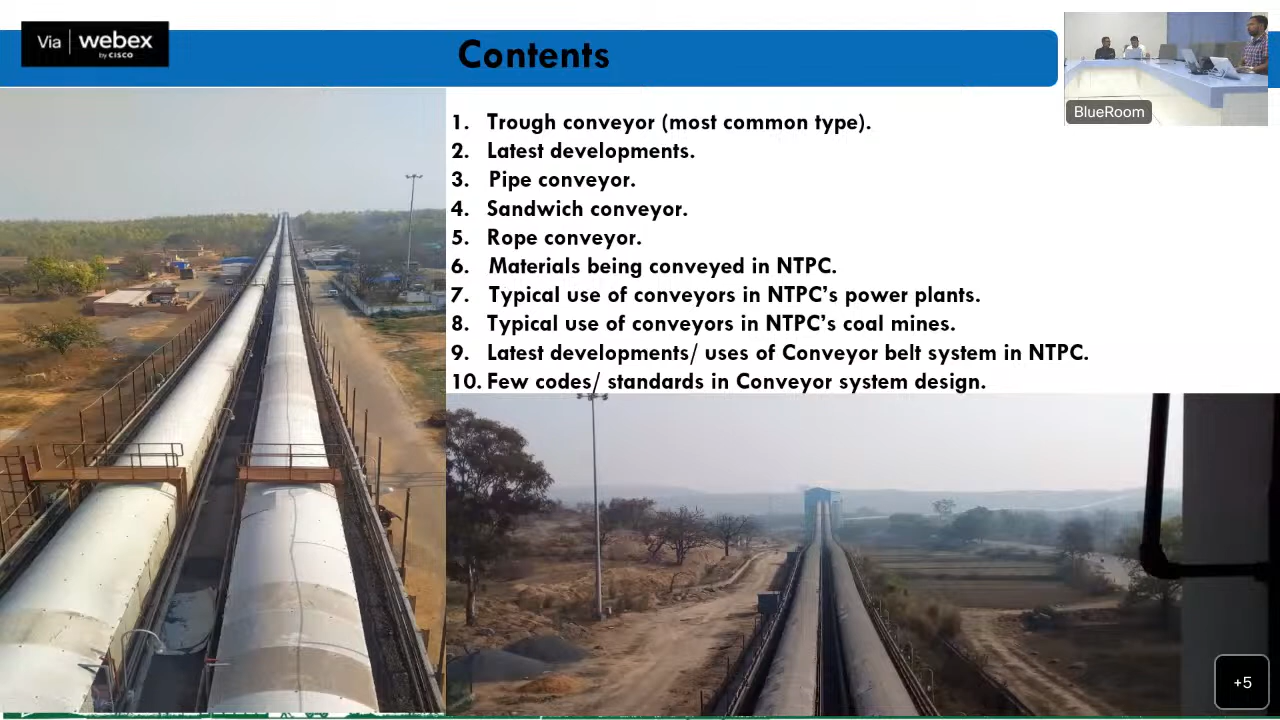 Via webex
by CISCO
Contents
BlueRoom
1. Trough conveyor (most common type).
2. Latest developments.
3. Pipe conveyor.
4. Sandwich conveyor.
5. Rope conveyor.
6. Materials being conveyed in NTPC.
7. Typical use of conveyors in NTPC’s power plants.
8. Typical use of conveyors in NTPC’s coal mines.
9. Latest developments/ uses of Conveyor belt system in NTPC.
10. Few codes/ standards in Conveyor system design.
+5